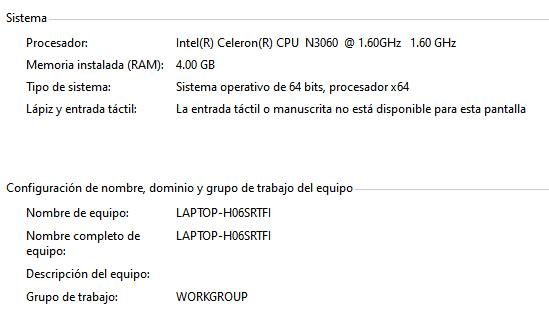 Sistema
Procesador: Intel(R) Celeron(R) CPU N3060 @ 1.60GHz 1.60 GHz
Memoria instalada (RAM): 4.00 GB
Tipo de sistema: Sistema operativo de 64 bits, procesador x64
Lápiz y entrada táctil: La entrada táctil o manuscrita no está disponible para esta pantalla
Configuración de nombre, dominio y grupo de trabajo del equipo
Nombre de equipo: LAPTOP-H06SRTFI
Nombre completo de LAPTOP-H06SRTFI
equipo:
Descripción del equipo:
Grupo de trabajo: WORKGROUP